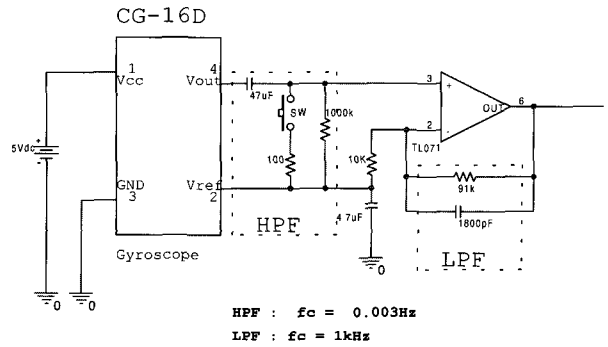 CG-16D
1
Vcc
4
Vout
47uF
SW
1000k
3
+
OUT
6
2
-
TL071
5Vdc
+
-
100
10K
91k
GND
3
Vref
2
4.7uF
1800pF
HPF
LPF
Gyroscope
0
0
0
HPF : fc = 0.003Hz
LPF : fc = 1kHz